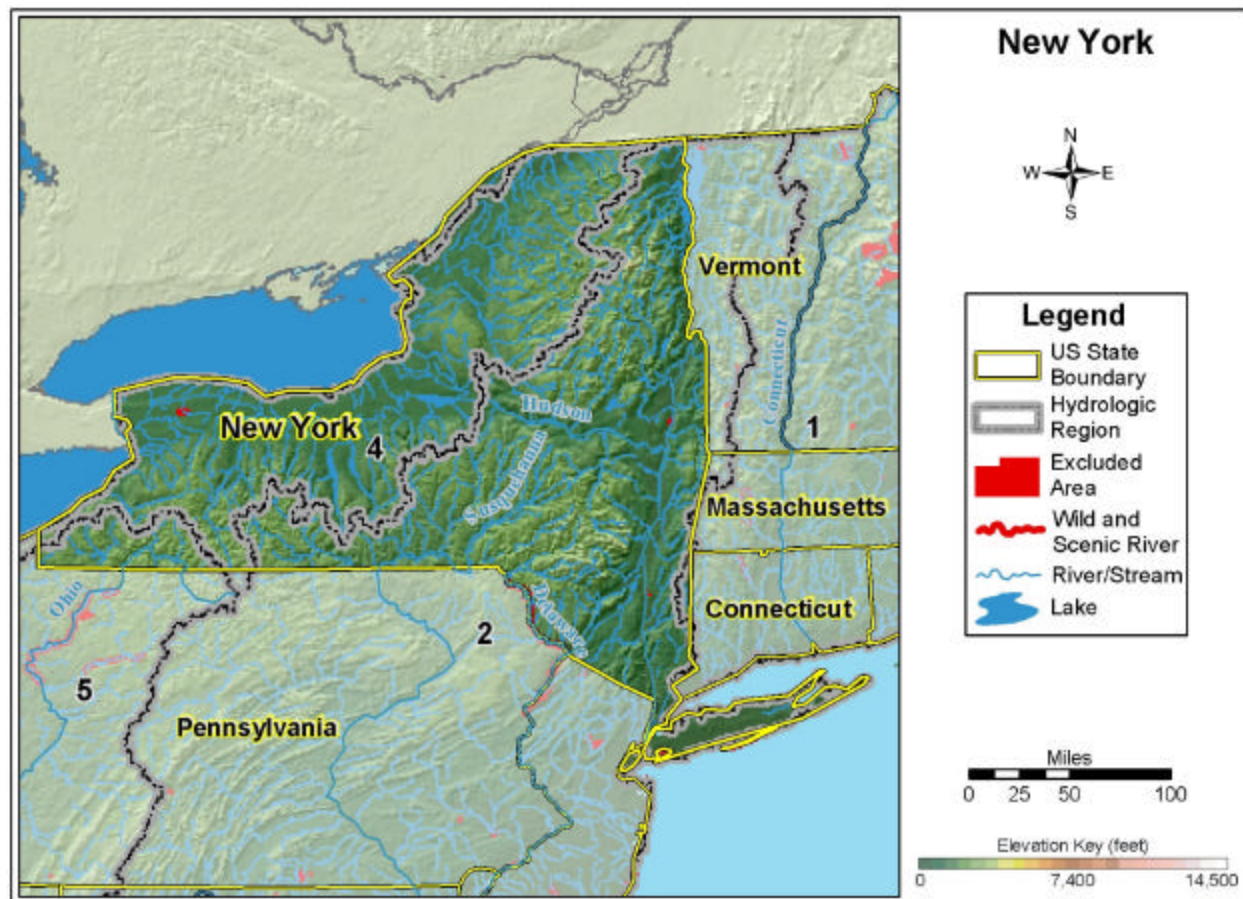 New York
N
W E
S
Vermont
Connecticut
1
Hudson
New York
4
Susquehanna
Massachusetts
Connecticut
Ohio
Delaware
2
5
Pennsylvania
Legend
US State
Boundary
Hydrologic
Region
Excluded
Area
Wild and
Scenic River
River/Stream
Lake
Miles
0 25 50 100
Elevation Key (feet)
0 7,400 14,500